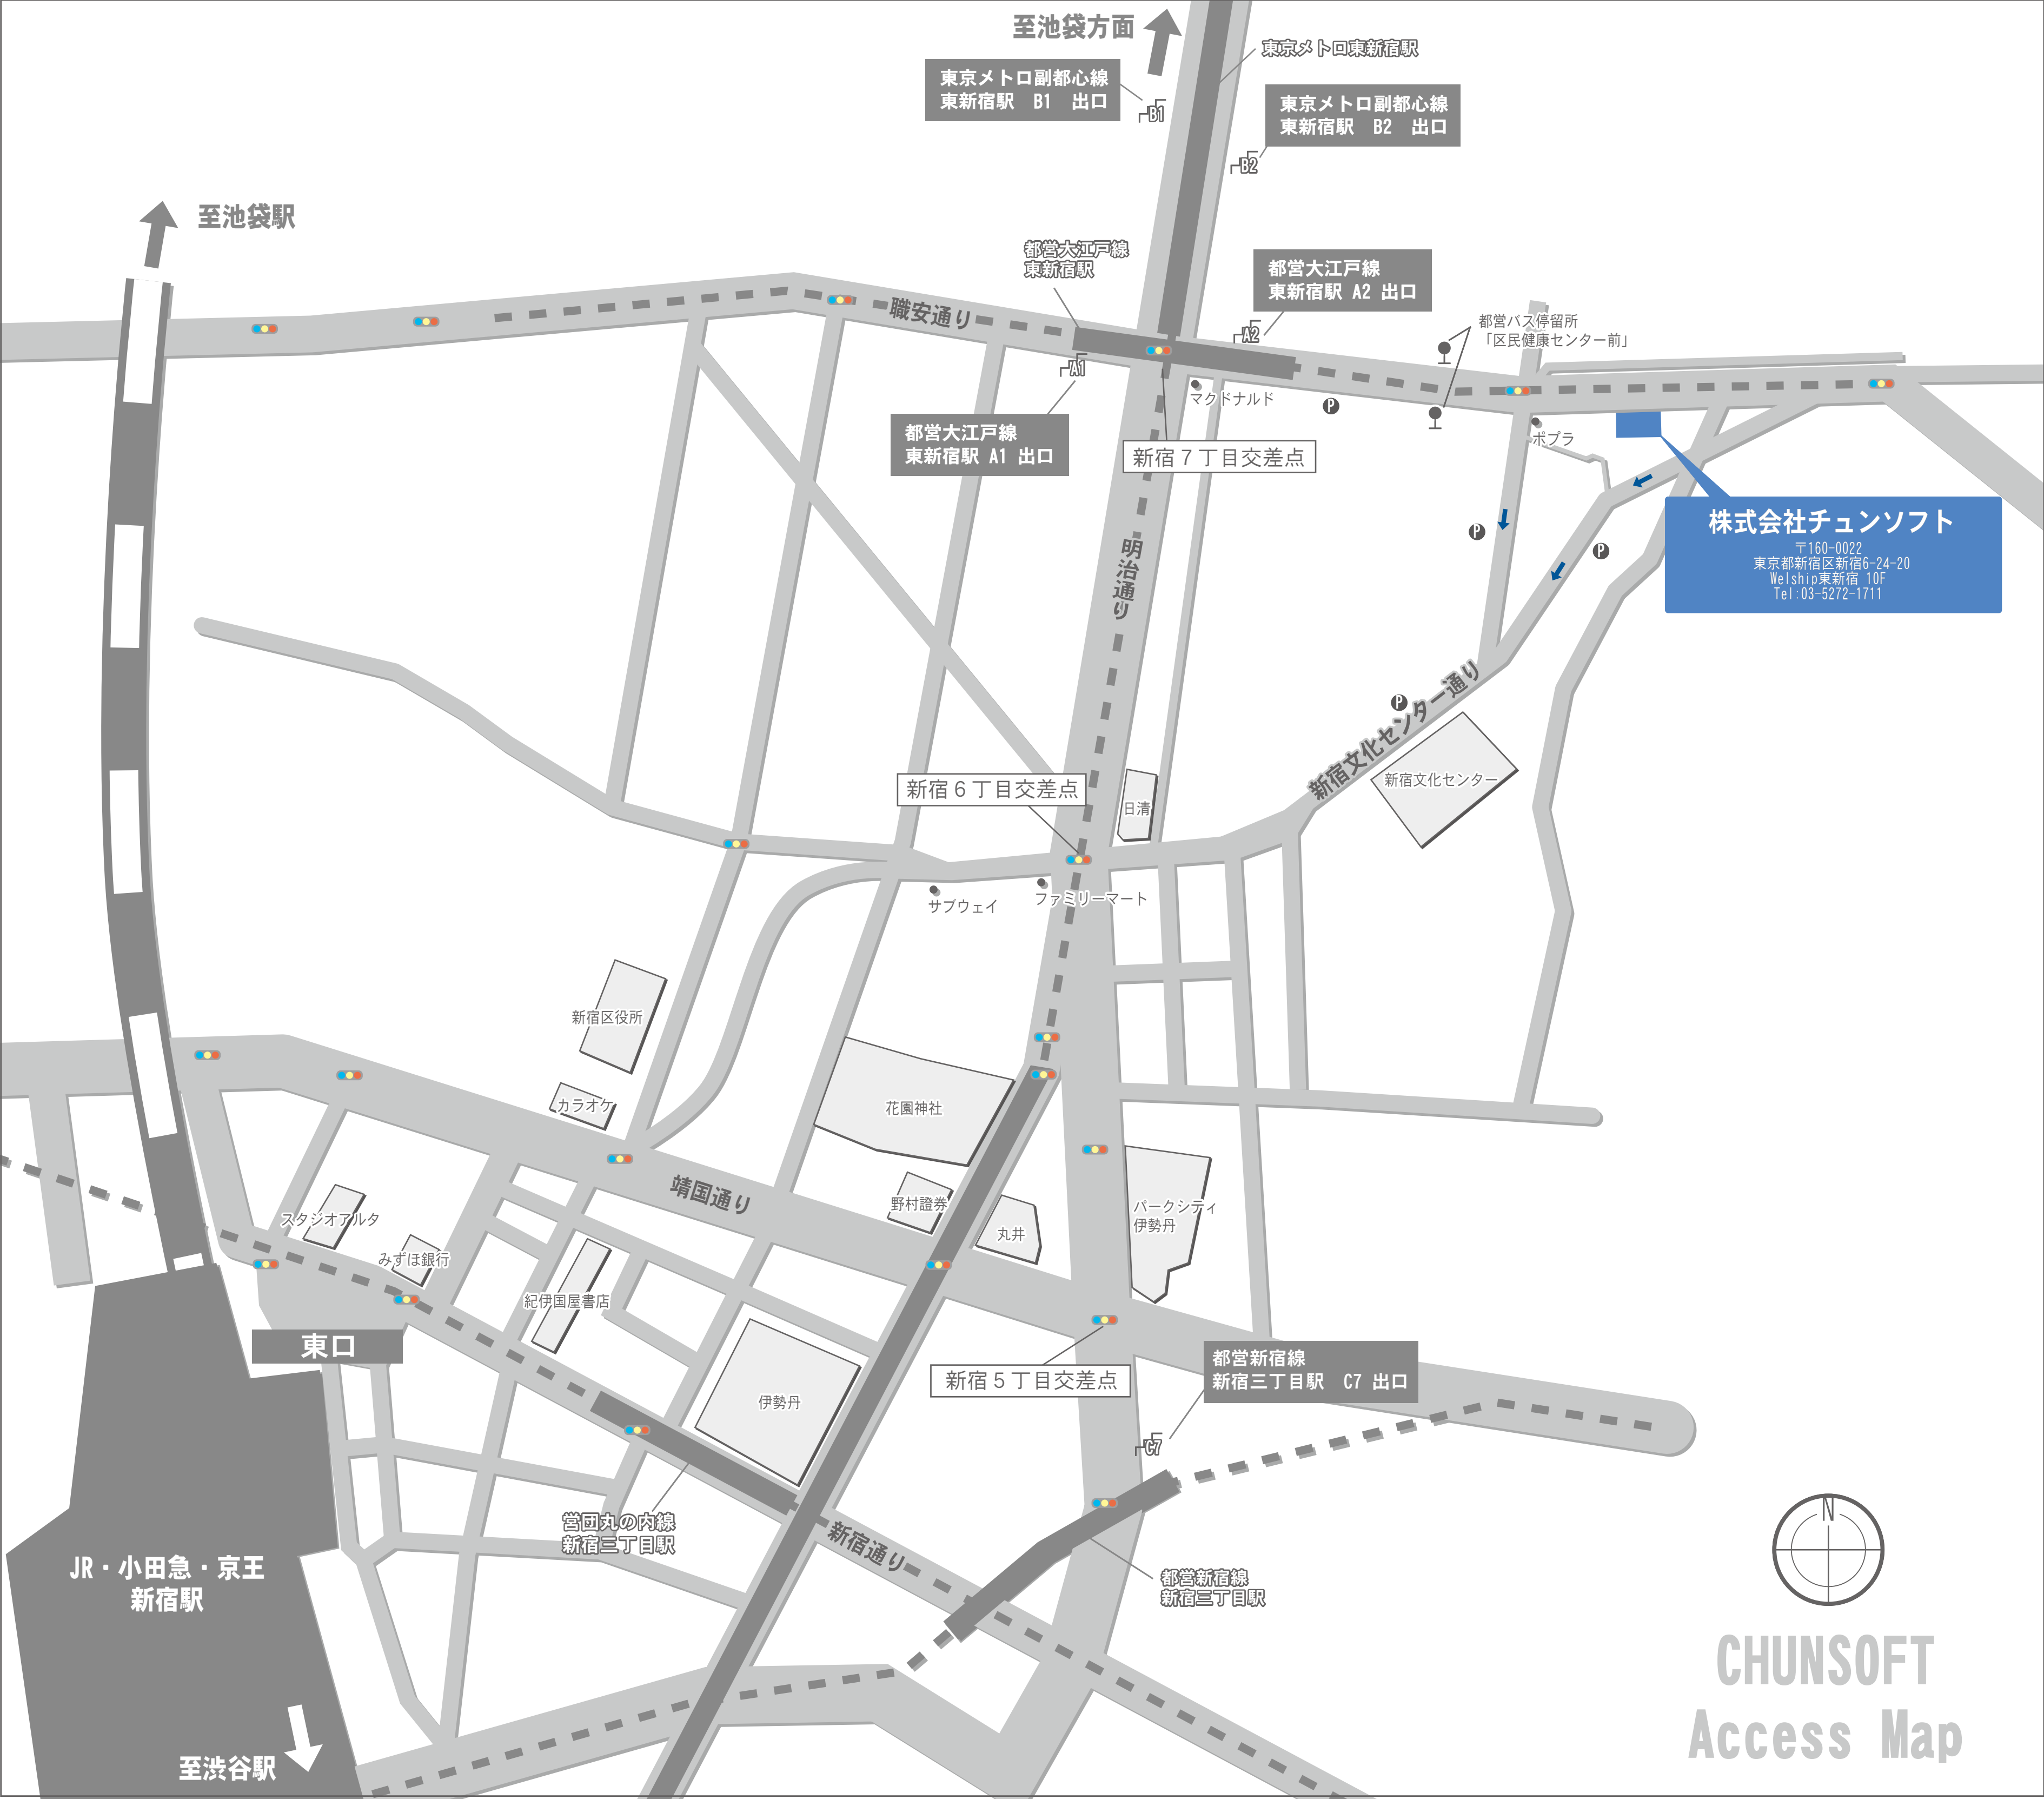 至池袋方面
東京メトロ東新宿駅
東京メトロ副都心線
東新宿駅 B1 出口
B1
東京メトロ副都心線
東新宿駅 B2 出口
B2
至池袋駅
都営大江戸線
東新宿駅
都営大江戸線
東新宿駅 A2 出口
A2
職安通り
都営バス停留所
「区民健康センター前」
A1
マクドナルド
P
都営大江戸線
東新宿駅 A1 出口
新宿７丁目交差点
ポプラ
P
P
株式会社チュンソフト
〒160-0022
東京都新宿区新宿6-24-20
Welship東新宿 10F
Tel:03-5272-1711
明治通り
P
新宿文化センター通り
新宿文化センター
新宿６丁目交差点
日清
サブウェイ
ファミリーマート
新宿区役所
カラオケ
花園神社
靖国通り
野村證券
丸井
パークシティ
伊勢丹
スタジオアルタ
みずほ銀行
紀伊国屋書店
東口
伊勢丹
新宿５丁目交差点
都営新宿線
新宿三丁目駅 C7 出口
C7
営団丸の内線
新宿三丁目駅
新宿通り
都営新宿線
新宿三丁目駅
JR・小田急・京王
新宿駅
至渋谷駅
N
CHUNSOFT
Access Map